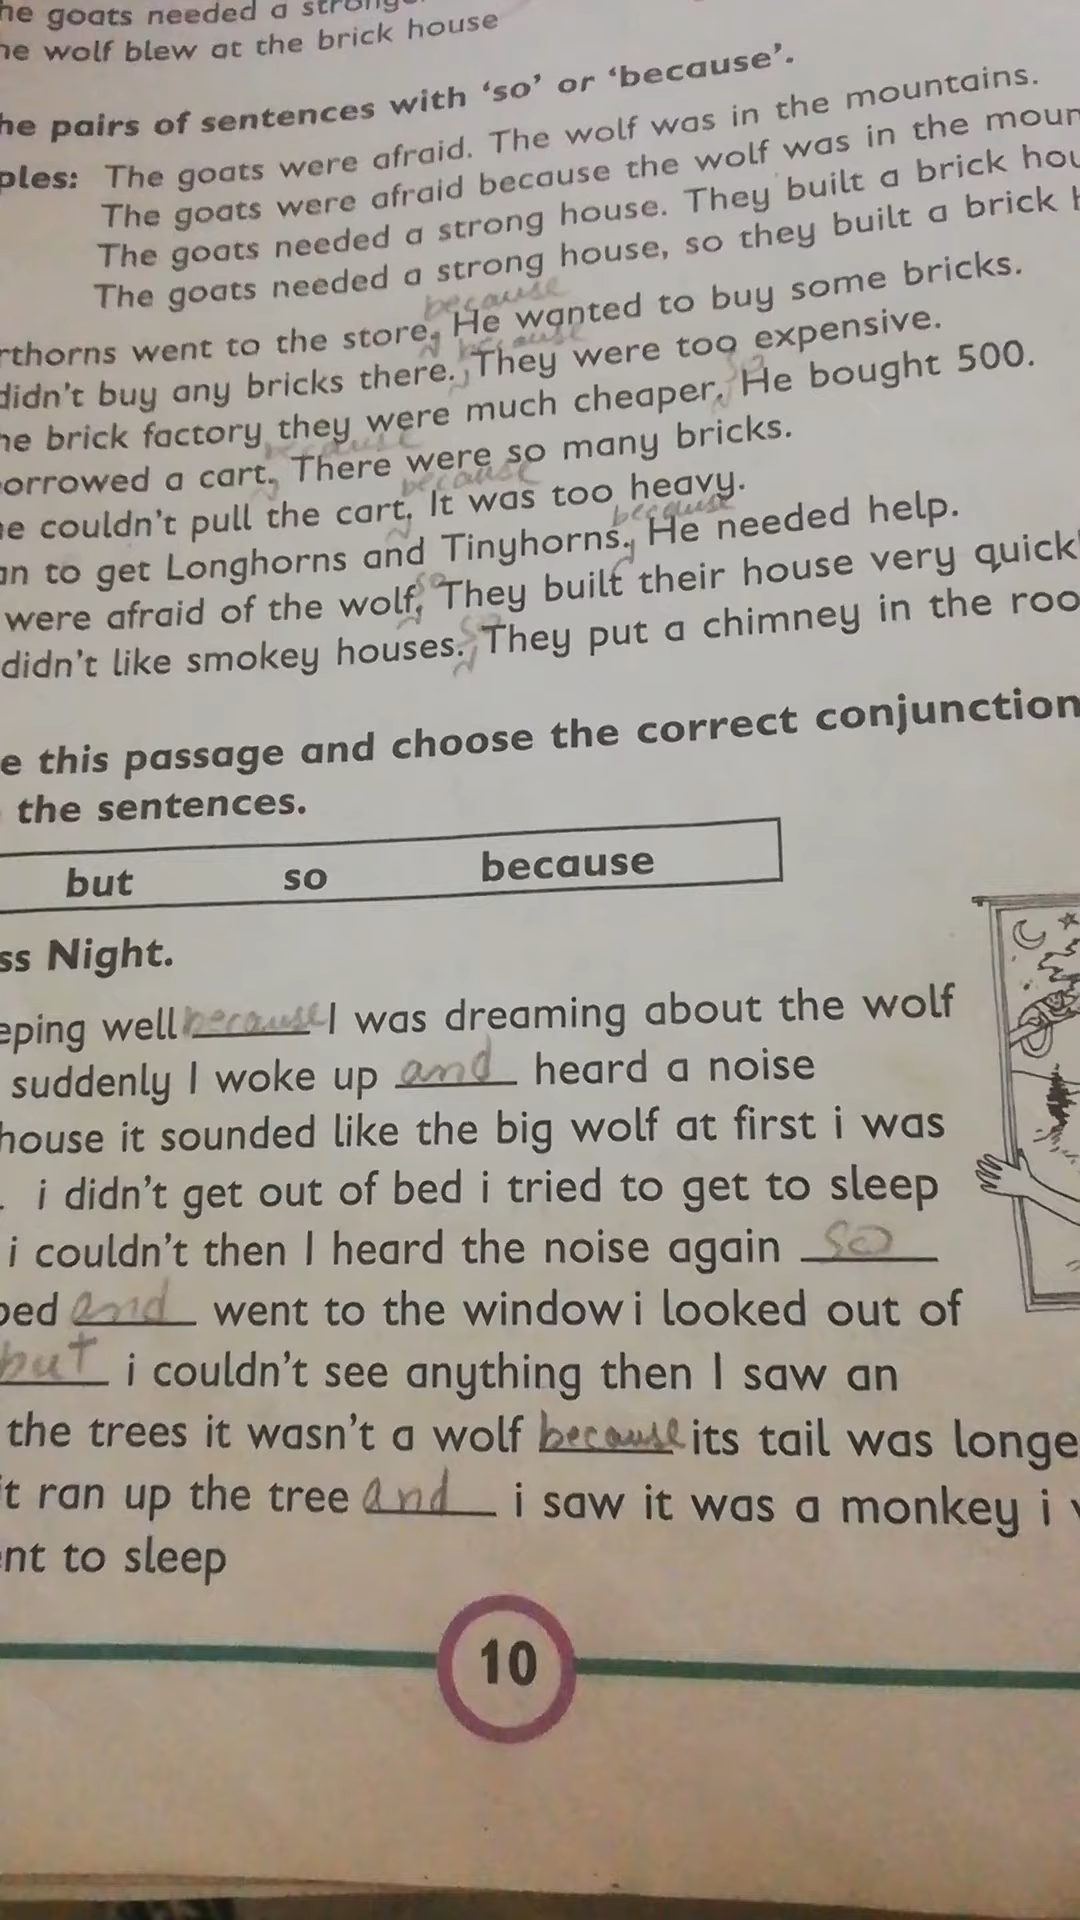 he goats needed a strong
he wolf blew at the brick house
he pairs of sentences with ‘so’ or ‘because’.
ples: The goats were afraid. The wolf was in the mountains.
The goats were afraid because the wolf was in the moun
The goats needed a strong house. They built a brick hou
The goats needed a strong house, so they built a brick h
because
rthorns went to the store. He wanted to buy some bricks.
because
didn't buy any bricks there. They were too expensive.
so
he brick factory they were much cheaper. He bought 500.
because
orrowed a cart. There were so many bricks.
because
e couldn't pull the cart. It was too heavy.
because
an to get Longhorns and Tinyhorns. He needed help.
so
were afraid of the wolf. They built their house very quickl
so
didn't like smokey houses. They put a chimney in the roo
e this passage and choose the correct conjunction
the sentences.
but so because
ss Night.
eping well because I was dreaming about the wolf
suddenly I woke up and heard a noise
house it sounded like the big wolf at first i was
i didn't get out of bed i tried to get to sleep
i couldn't then I heard the noise again so
bed and went to the window i looked out of
but i couldn't see anything then I saw an
the trees it wasn't a wolf because its tail was longe
it ran up the tree and i saw it was a monkey i
nt to sleep
10